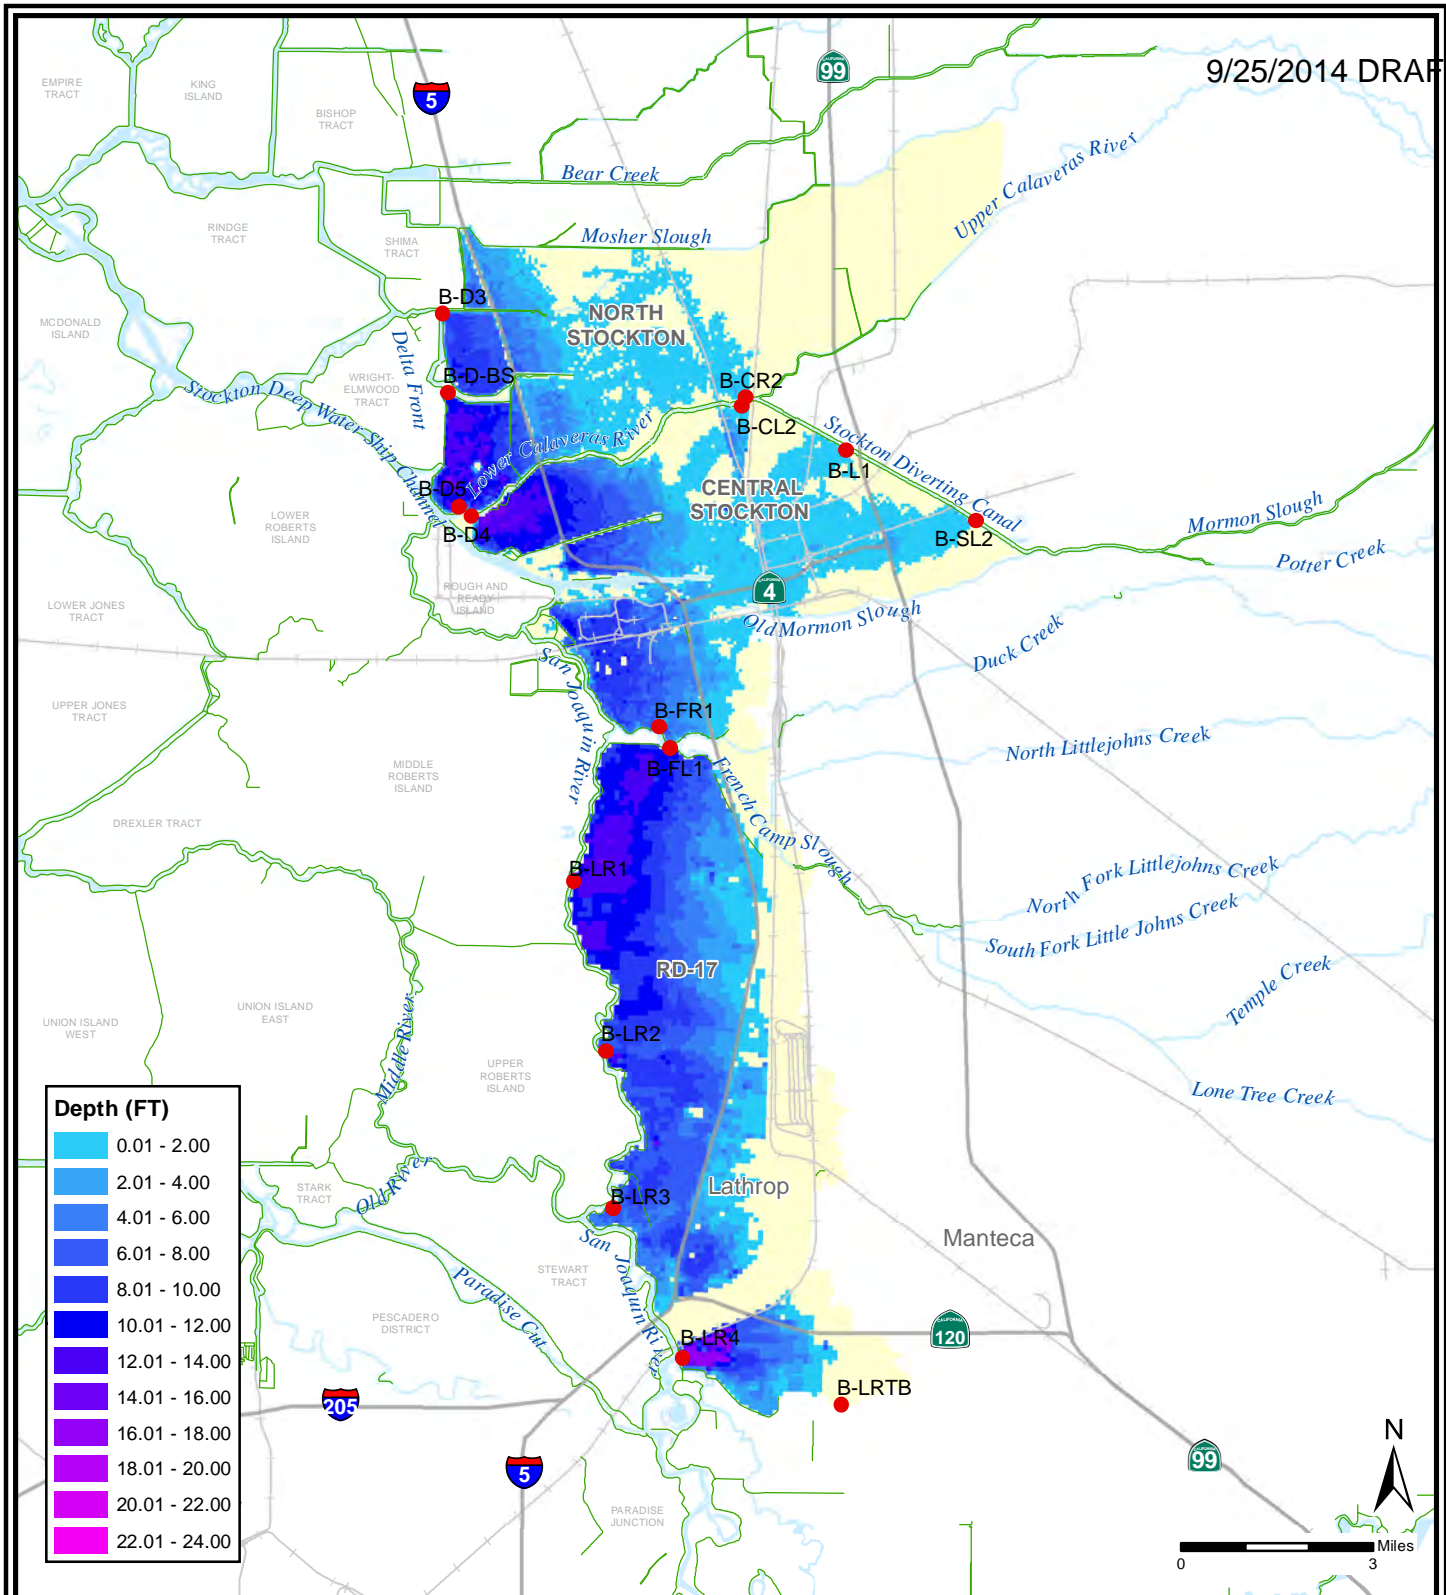 9/25/2014 DRAF
EMPIRE
TRACT
KING
ISLAND
BISHOP
TRACT
5
CALIFORNIA
99
Bear Creek
Upper Calaveras River
RINDGE
TRACT
SHIMA
TRACT
Mosher Slough
B-D3
NORTH
STOCKTON
MCDONALD
ISLAND
Delta Front
WRIGHT-
ELMWOOD
TRACT
B-D-BS
B-CR2
B-CL2
Stockton Deep Water Ship Channel
Lower Calaveras River
Stockton Diverting Canal
B-L1
CENTRAL
STOCKTON
B-D5
B-D4
B-SL2
Mormon Slough
LOWER
ROBERTS
ISLAND
Potter Creek
ROUGH AND
READY
ISLAND
CALIFORNIA
4
LOWER JONES
TRACT
Old Mormon Slough
Duck Creek
San Joaquin River
UPPER JONES
TRACT
B-FR1
North Littlejohns Creek
B-FL1
MIDDLE
ROBERTS
ISLAND
French Camp Slough
DREXLER TRACT
B-LR1
North Fork Littlejohns Creek
South Fork Little Johns Creek
RD-17
Temple Creek
UNION ISLAND
EAST
UNION ISLAND
WEST
Middle River
B-LR2
UPPER
ROBERTS
ISLAND
Lone Tree Creek
Depth (FT)
0.01 - 2.00
2.01 - 4.00
4.01 - 6.00
6.01 - 8.00
8.01 - 10.00
10.01 - 12.00
12.01 - 14.00
14.01 - 16.00
16.01 - 18.00
18.01 - 20.00
20.01 - 22.00
22.01 - 24.00
STARK
TRACT
Old River
Lathrop
B-LR3
San Joaquin River
Manteca
STEWART
TRACT
Paradise Cut
PESCADERO
DISTRICT
B-LR4
CALIFORNIA
120
B-LRTB
205
5
CALIFORNIA
99
N
PARADISE
JUNCTION
Miles
0 3